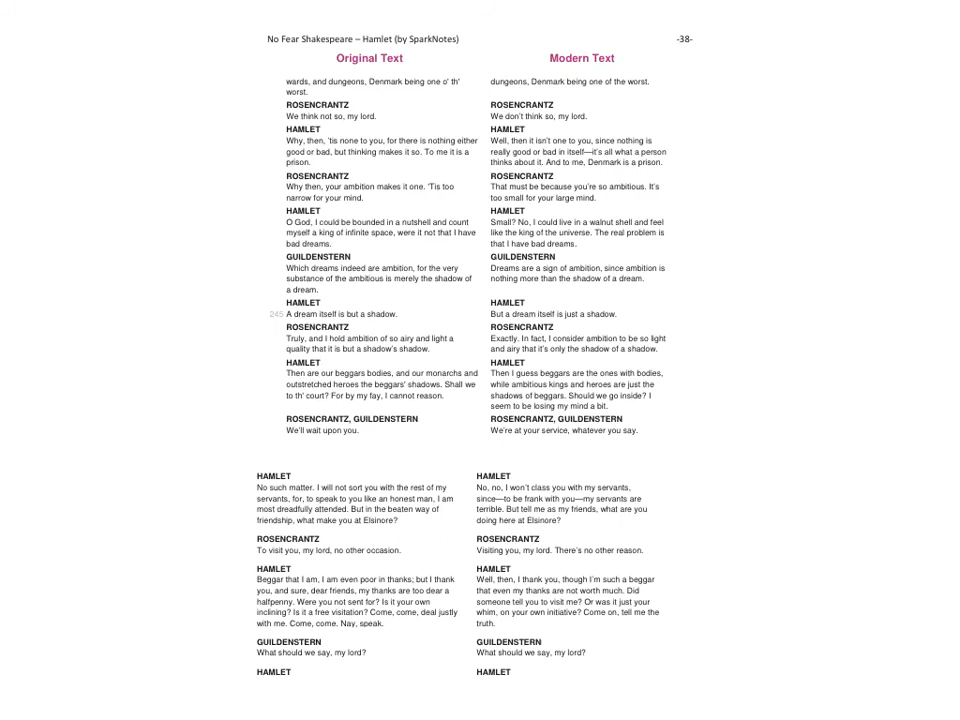 No Fear Shakespeare – Hamlet (by SparkNotes) -38-
Original Text
wards, and dungeons, Denmark being one o' th'
worst.
ROSENCRANTZ
We think not so, my lord.
HAMLET
Why, then, 'tis none to you, for there is nothing either
good or bad, but thinking makes it so. To me it is a
prison.
ROSENCRANTZ
Why then, your ambition makes it one. 'Tis too
narrow for your mind.
HAMLET
O God, I could be bounded in a nutshell and count
myself a king of infinite space, were it not that I have
bad dreams.
GUILDENSTERN
Which dreams indeed are ambition, for the very
substance of the ambitious is merely the shadow of
a dream.
HAMLET
245 A dream itself is but a shadow.
ROSENCRANTZ
Truly, and I hold ambition of so airy and light a
quality that it is but a shadow's shadow.
HAMLET
Then are our beggars bodies, and our monarchs and
outstretched heroes the beggars' shadows. Shall we
to th' court? For by my fay, I cannot reason.
ROSENCRANTZ, GUILDENSTERN
We'll wait upon you.
Modern Text
dungeons, Denmark being one of the worst.
ROSENCRANTZ
We don't think so, my lord.
HAMLET
Well, then it isn't one to you, since nothing is
really good or bad in itself—it's all what a person
thinks about it. And to me, Denmark is a prison.
ROSENCRANTZ
That must be because you're so ambitious. It's
too small for your large mind.
HAMLET
Small? No, I could live in a walnut shell and feel
like the king of the universe. The real problem is
that I have bad dreams.
GUILDENSTERN
Dreams are a sign of ambition, since ambition is
nothing more than the shadow of a dream.
HAMLET
But a dream itself is just a shadow.
ROSENCRANTZ
Exactly. In fact, I consider ambition to be so light
and airy that it's only the shadow of a shadow.
HAMLET
Then I guess beggars are the ones with bodies,
while ambitious kings and heroes are just the
shadows of beggars. Should we go inside? I
seem to be losing my mind a bit.
ROSENCRANTZ, GUILDENSTERN
We're at your service, whatever you say.
HAMLET
No such matter. I will not sort you with the rest of my
servants, for, to speak to you like an honest man, I am
most dreadfully attended. But in the beaten way of
friendship, what make you at Elsinore?
ROSENCRANTZ
To visit you, my lord, no other occasion.
HAMLET
Beggar that I am, I am even poor in thanks; but I thank
you, and sure, dear friends, my thanks are too dear a
halfpenny. Were you not sent for? Is it your own
inclining? Is it a free visitation? Come, come, deal justly
with me. Come, come. Nay, speak.
GUILDENSTERN
What should we say, my lord?
HAMLET
HAMLET
No, no, I won't class you with my servants,
since—to be frank with you—my servants are
terrible. But tell me as my friends, what are you
doing here at Elsinore?
ROSENCRANTZ
Visiting you, my lord. There's no other reason.
HAMLET
Well, then, I thank you, though I'm such a beggar
that even my thanks are not worth much. Did
someone tell you to visit me? Or was it just your
whim, on your own initiative? Come on, tell me the
truth.
GUILDENSTERN
What should we say, my lord?
HAMLET